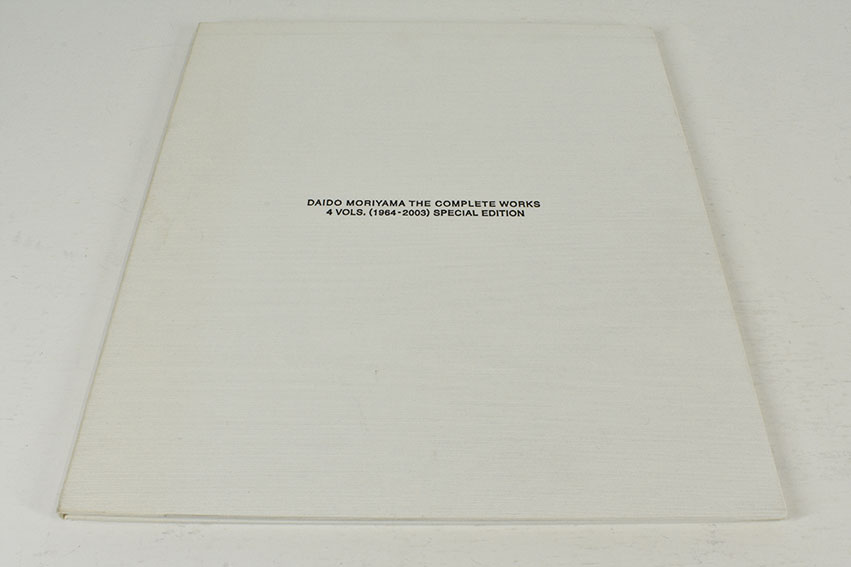 DAIDO MORIYAMA THE COMPLETE WORKS
4 VOLS. (1964-2003) SPECIAL EDITION